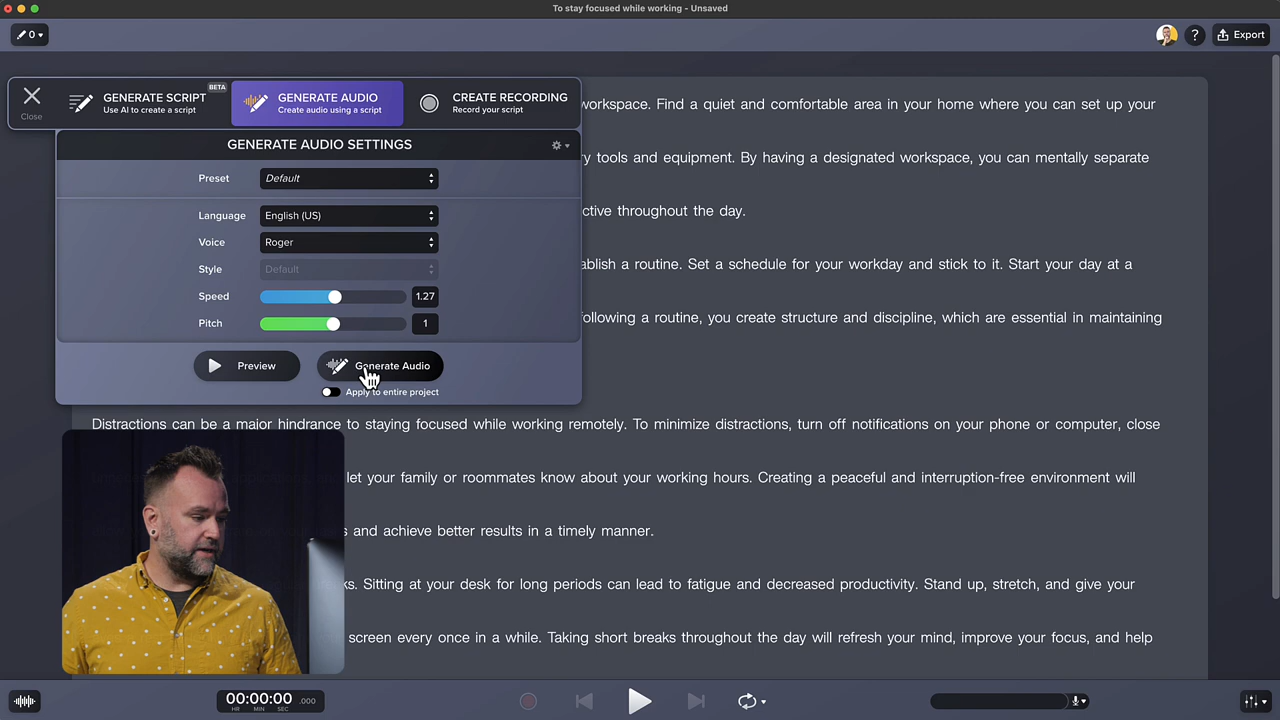 To stay focused while working - Unsaved
0
? Export
Close
GENERATE SCRIPT BETA
Use AI to create a script
GENERATE AUDIO
Create audio using a script
CREATE RECORDING
Record your script
GENERATE AUDIO SETTINGS
Preset Default
Language English (US)
Voice Roger
Style Default
Speed 1.27
Pitch 1
Preview Generate Audio
Apply to entire project
workspace. Find a quiet and comfortable area in your home where you can set up your
tools and equipment. By having a designated workspace, you can mentally separate
throughout the day.
a routine. Set a schedule for your workday and stick to it. Start your day at a
following a routine, you create structure and discipline, which are essential in maintaining
Distractions can be a major hindrance to staying focused while working remotely. To minimize distractions, turn off notifications on your phone or computer, close
let your family or roommates know about your working hours. Creating a peaceful and interruption-free environment will
and achieve better results in a timely manner.
Sitting at your desk for long periods can lead to fatigue and decreased productivity. Stand up, stretch, and give your
screen every once in a while. Taking short breaks throughout the day will refresh your mind, improve your focus, and help
00:00:00 .000
HR MIN SEC